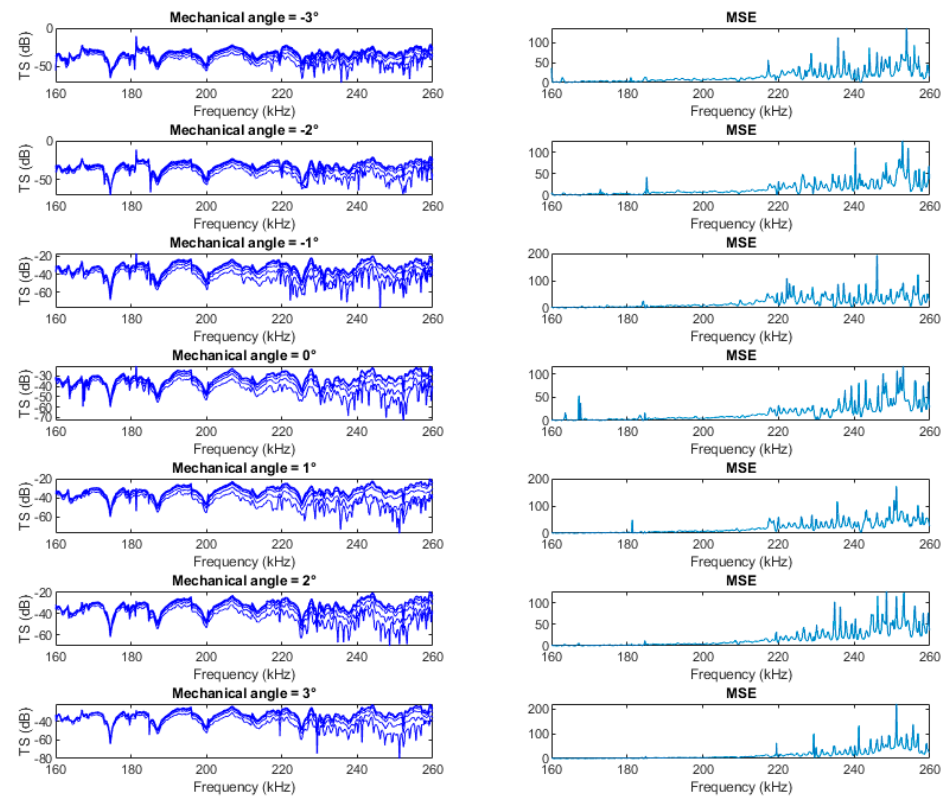 Mechanical angle = -3°
0
-50
TS (dB)
160 180 200 220 240 260
Frequency (kHz)
MSE
100
50
0
160 180 200 220 240 260
Frequency (kHz)
Mechanical angle = -2°
0
-50
TS (dB)
160 180 200 220 240 260
Frequency (kHz)
MSE
100
50
0
160 180 200 220 240 260
Frequency (kHz)
Mechanical angle = -1°
-20
-40
-60
TS (dB)
160 180 200 220 240 260
Frequency (kHz)
MSE
200
100
0
160 180 200 220 240 260
Frequency (kHz)
Mechanical angle = 0°
-30
-40
-50
-60
-70
TS (dB)
160 180 200 220 240 260
Frequency (kHz)
MSE
100
50
0
160 180 200 220 240 260
Frequency (kHz)
Mechanical angle = 1°
-20
-40
-60
TS (dB)
160 180 200 220 240 260
Frequency (kHz)
MSE
200
100
0
160 180 200 220 240 260
Frequency (kHz)
Mechanical angle = 2°
-20
-40
-60
TS (dB)
160 180 200 220 240 260
Frequency (kHz)
MSE
100
50
0
160 180 200 220 240 260
Frequency (kHz)
Mechanical angle = 3°
-40
-60
-80
TS (dB)
160 180 200 220 240 260
Frequency (kHz)
MSE
200
100
0
160 180 200 220 240 260
Frequency (kHz)